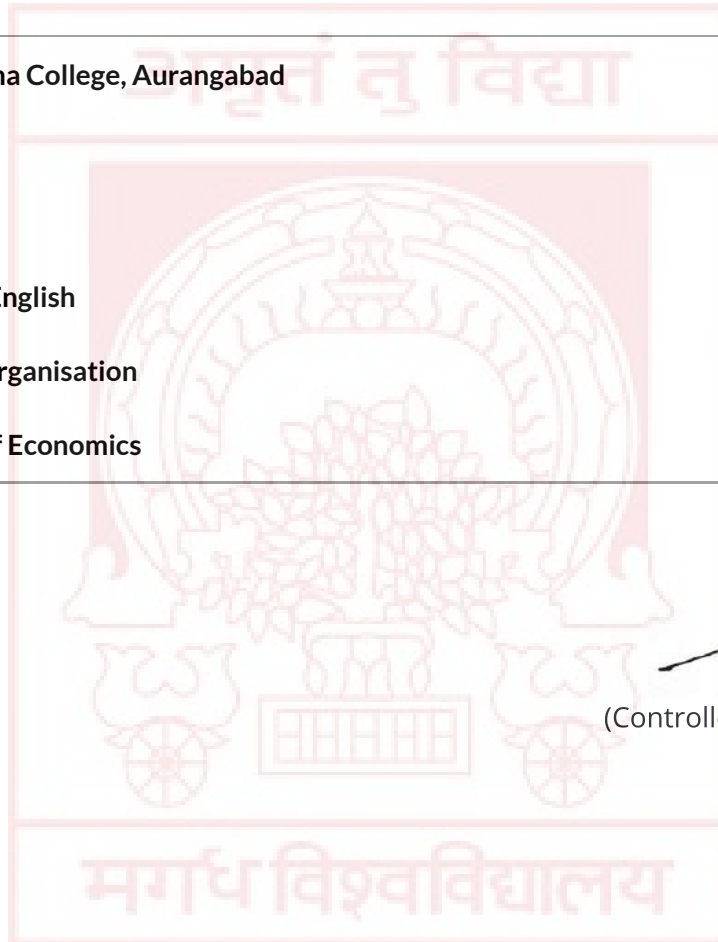 अमृतं तु विद्या
na College, Aurangabad
English
rganisation
f Economics
(Controll
मगध विश्वविद्यालय